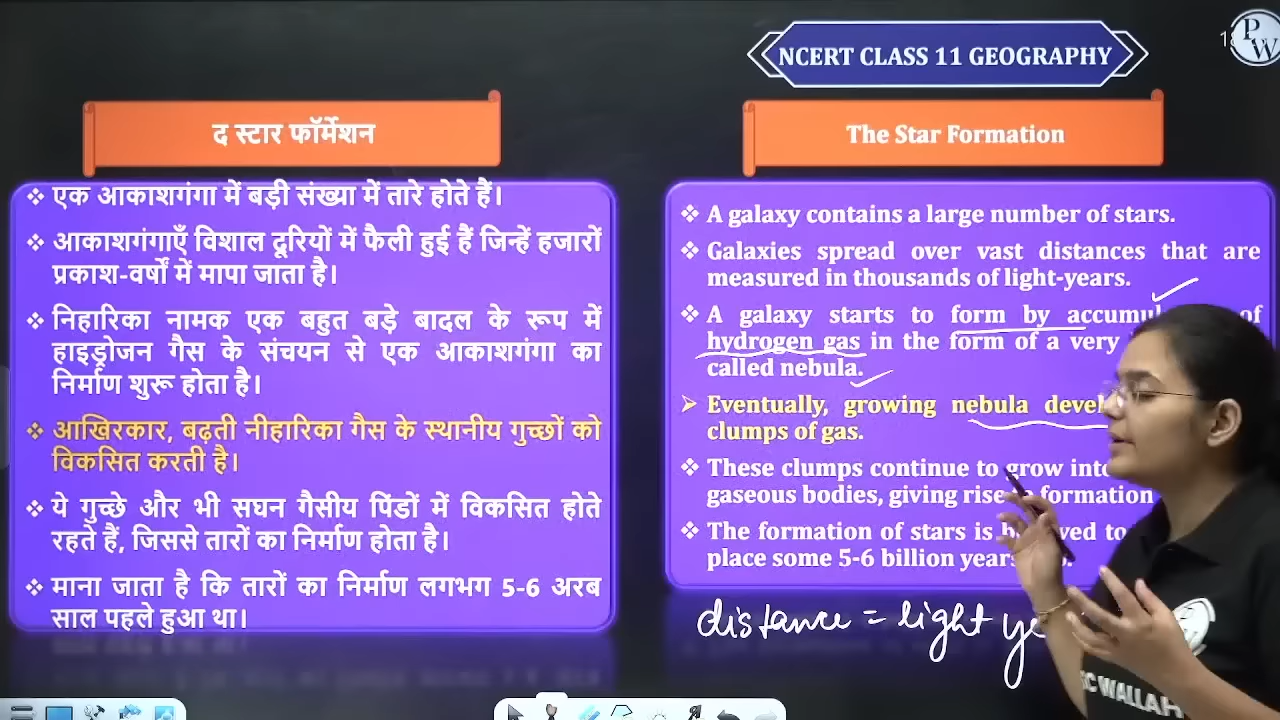 NCERT CLASS 11 GEOGRAPHY
PW
द स्टार फॉर्मेशन
❖ एक आकाशगंगा में बड़ी संख्या में तारे होते हैं।
❖ आकाशगंगाएँ विशाल दूरियों में फैली हुई हैं जिन्हें हजारों
प्रकाश-वर्षों में मापा जाता है।
❖ निहारिका नामक एक बहुत बड़े बादल के रूप में
हाइड्रोजन गैस के संचयन से एक आकाशगंगा का
निर्माण शुरू होता है।
❖ आखिरकार, बढ़ती नीहारिका गैस के स्थानीय गुच्छों को
विकसित करती है।
❖ ये गुच्छे और भी सघन गैसीय पिंडों में विकसित होते
रहते हैं, जिससे तारों का निर्माण होता है।
❖ माना जाता है कि तारों का निर्माण लगभग 5-6 अरब
साल पहले हुआ था।
The Star Formation
❖ A galaxy contains a large number of stars.
❖ Galaxies spread over vast distances that are
measured in thousands of light-years.
❖ A galaxy starts to form by of
hydrogen gas in the form of a very
called nebula.
➢ Eventually, growing nebula
clumps of gas.
❖ These clumps continue to grow
gaseous bodies, giving rise formation
❖ The formation of stars is
place some 5-6 billion
distance = light
WALLAH